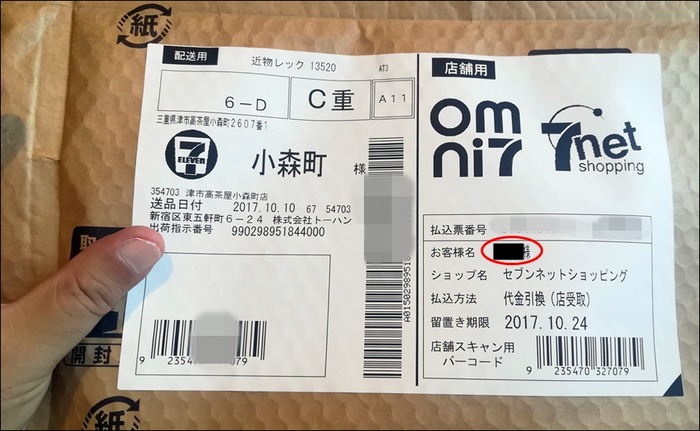 紙
配送用
近物レック 13520
AT3
6-D
C重
A11
三重県津市高茶屋小森町2607番1
7
ELEVEN
小森町
様
354703 津市高茶屋小森町店
送品日付 2017.10.10 67 54703
新宿区東五軒町6-24 株式会社トーハン
出荷指示番号 990298951844000
9 235470 327079
店舗用
omni7
7net shopping
払込票番号
お客様名 様
ショップ名 セブンネットショッピング
払込方法 代金引換(店受取)
留置き期限 2017.10.24
店舗スキャン用
バーコード
9 235470 327079
開封
紙